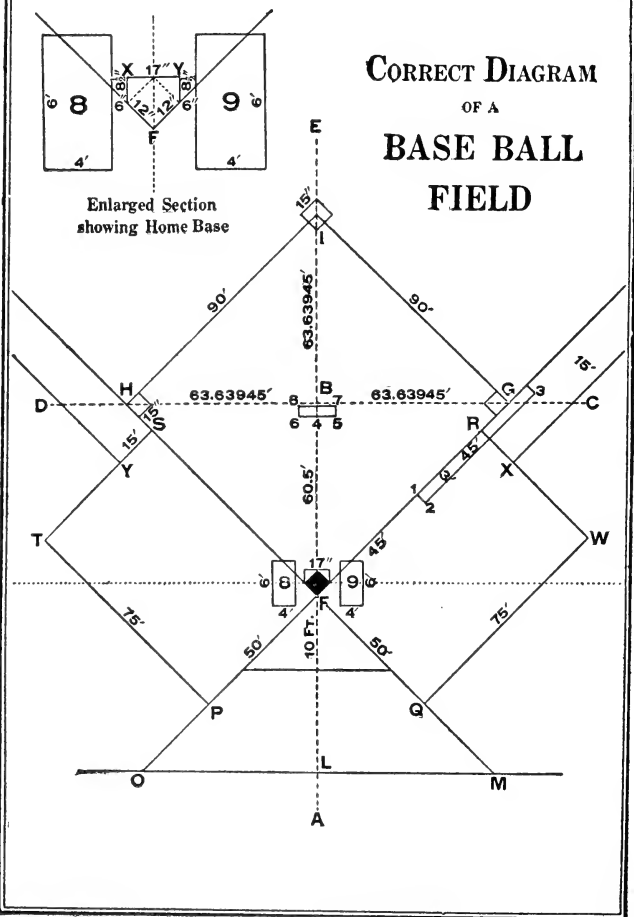 X 17" Y
8½" 8½"
6' 8 6" 12" 12" 6" 9 6'
F
4' 4'
Enlarged Section
showing Home Base
CORRECT DIAGRAM
OF A
BASE BALL
FIELD
E
15"
I
90' 63.63945' 90'
15'
H B G 3
D 63.63945' 8 7 63.63945' C
15" S 6 4 5 R
15' 45'
Y X
3'
1
2
60.5'
T W
45'
17"
6' 8 9 6'
4' F 4'
75' 50' 10 FT. 50' 75'
P Q
L
O M
A